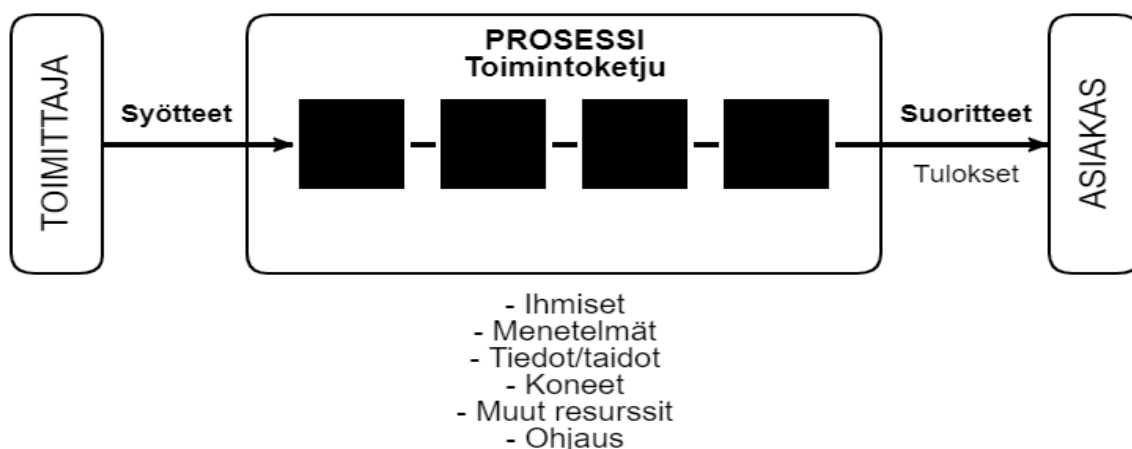 TOIMITTAJA
Syötteet
PROSESSI
Toimintoketju
Suoritteet
Tulokset
ASIAKAS
- Ihmiset
- Menetelmät
- Tiedot/taidot
- Koneet
- Muut resurssit
- Ohjaus